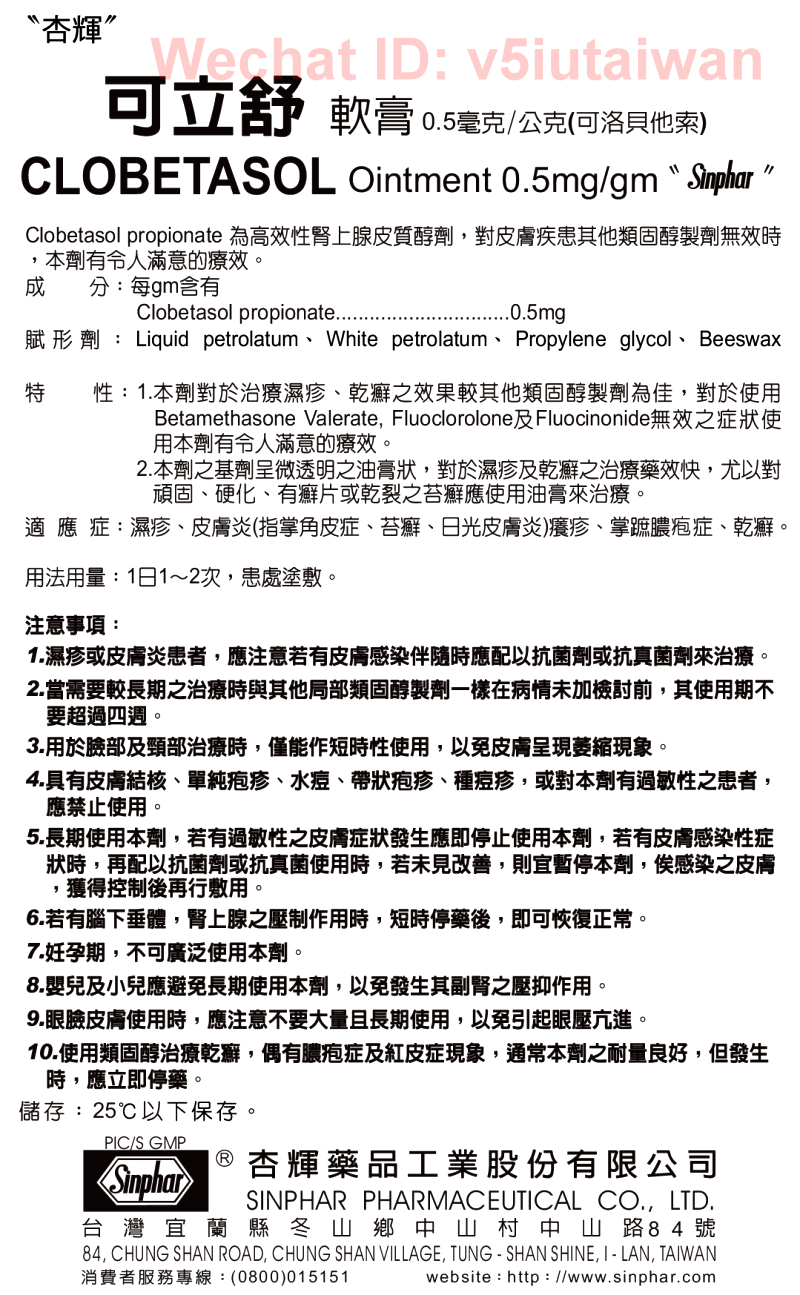 〝杏輝〞
Wechat ID: v5iutaiwan
可立舒 軟膏 0.5毫克/公克(可洛貝他索)
CLOBETASOL Ointment 0.5mg/gm 〝Sinphar〞
Clobetasol propionate 為高效性腎上腺皮質醇劑，對皮膚疾患其他類固醇製劑無效時
，本劑有令人滿意的療效。
成　　分：每gm含有
Clobetasol propionate...............................0.5mg
賦形劑：Liquid petrolatum、White petrolatum、Propylene glycol、Beeswax
特　　性：1.本劑對於治療濕疹、乾癬之效果較其他類固醇製劑為佳，對於使用
Betamethasone Valerate, Fluoclorolone及Fluocinonide無效之症狀使
用本劑有令人滿意的療效。
2.本劑之基劑呈微透明之油膏狀，對於濕疹及乾癬之治療藥效快，尤以對
頑固、硬化、有癬片或乾裂之苔癬應使用油膏來治療。
適應症：濕疹、皮膚炎(指掌角皮症、苔癬、日光皮膚炎)癢疹、掌蹠膿疱症、乾癬。
用法用量：1日1～2次，患處塗敷。
注意事項：
1.濕疹或皮膚炎患者，應注意若有皮膚感染伴隨時應配以抗菌劑或抗真菌劑來治療。
2.當需要較長期之治療時與其他局部類固醇製劑一樣在病情未加檢討前，其使用期不
要超過四週。
3.用於臉部及頸部治療時，僅能作短時性使用，以免皮膚呈現萎縮現象。
4.具有皮膚結核、單純疱疹、水痘、帶狀疱疹、種痘疹，或對本劑有過敏性之患者，
應禁止使用。
5.長期使用本劑，若有過敏性之皮膚症狀發生應即停止使用本劑，若有皮膚感染性症
狀時，再配以抗菌劑或抗真菌使用時，若未見改善，則宜暫停本劑，俟感染之皮膚
，獲得控制後再行敷用。
6.若有腦下垂體，腎上腺之壓制作用時，短時停藥後，即可恢復正常。
7.妊孕期，不可廣泛使用本劑。
8.嬰兒及小兒應避免長期使用本劑，以免發生其副腎之壓抑作用。
9.眼臉皮膚使用時，應注意不要大量且長期使用，以免引起眼壓亢進。
10.使用類固醇治療乾癬，偶有膿疱症及紅皮症現象，通常本劑之耐量良好，但發生
時，應立即停藥。
儲存：25℃以下保存。
PIC/S GMP
Sinphar ® 杏輝藥品工業股份有限公司
SINPHAR PHARMACEUTICAL CO., LTD.
台灣宜蘭縣冬山鄉中山村中山路84號
84, CHUNG SHAN ROAD, CHUNG SHAN VILLAGE, TUNG - SHAN SHINE, I - LAN, TAIWAN
消費者服務專線：(0800)015151　website：http：//www.sinphar.com